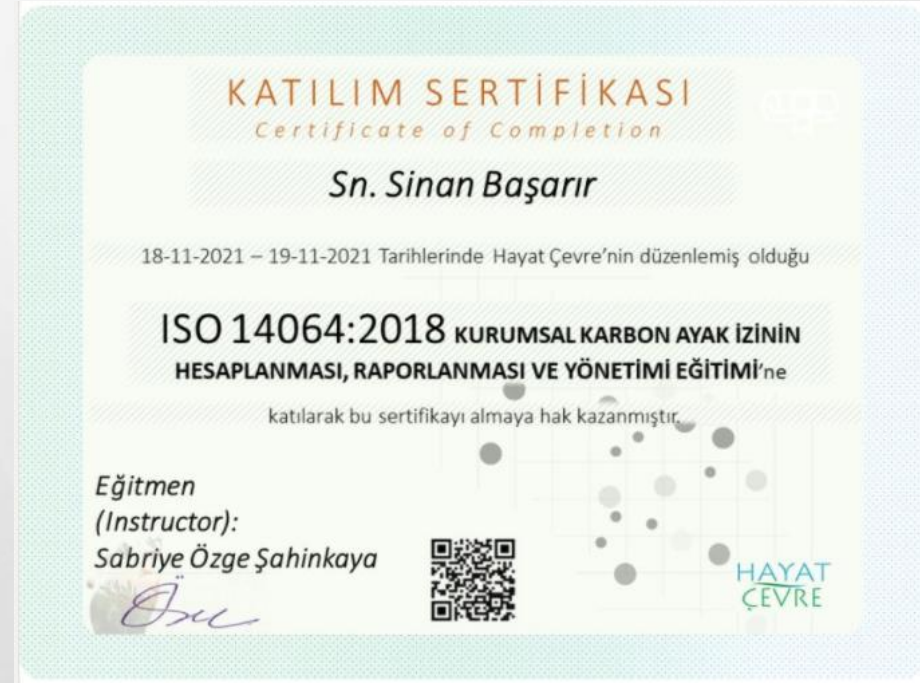 KATILIM SERTİFİKASI
Certificate of Completion
Sn. Sinan Başarır
18-11-2021 – 19-11-2021 Tarihlerinde Hayat Çevre’nin düzenlemiş olduğu
ISO 14064:2018 KURUMSAL KARBON AYAK İZİNİN
HESAPLANMASI, RAPORLANMASI VE YÖNETİMİ EĞİTİMİ’ne
katılarak bu sertifikayı almaya hak kazanmıştır.
Eğitmen
(Instructor):
Sabriye Özge Şahinkaya
HAYAT
ÇEVRE